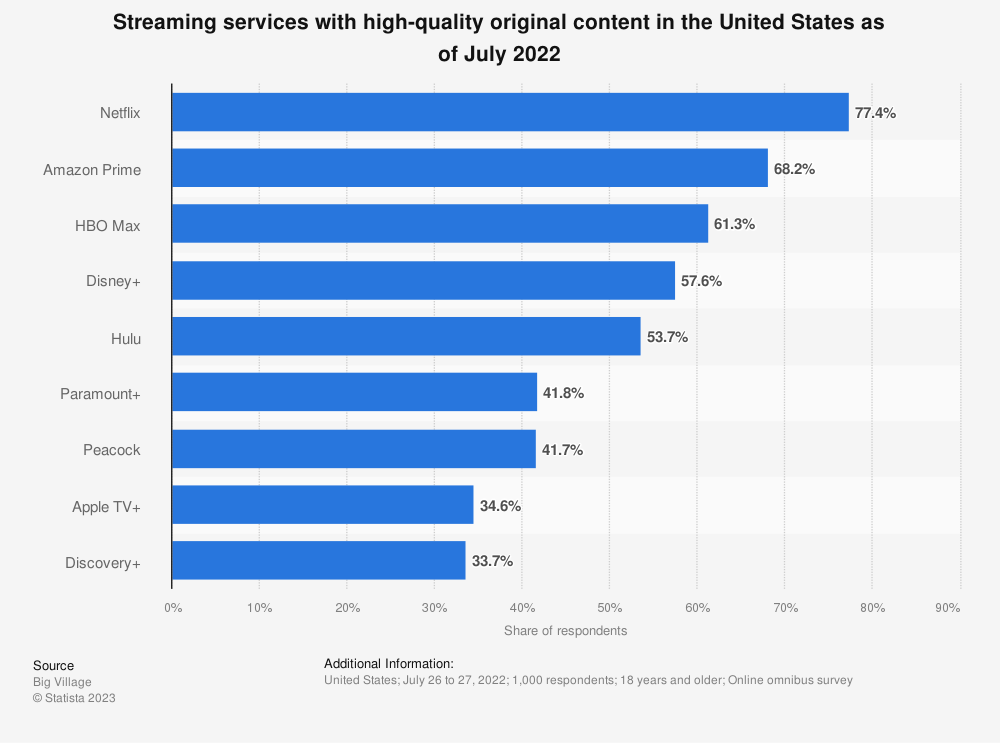 Streaming services with high-quality original content in the United States as
of July 2022
Netflix
77.4%
Amazon Prime
68.2%
HBO Max
61.3%
Disney+
57.6%
Hulu
53.7%
Paramount+
41.8%
Peacock
41.7%
Apple TV+
34.6%
Discovery+
33.7%
0% 10% 20% 30% 40% 50% 60% 70% 80% 90%
Share of respondents
Source
Big Village
© Statista 2023
Additional Information:
United States; July 26 to 27, 2022; 1,000 respondents; 18 years and older; Online omnibus survey